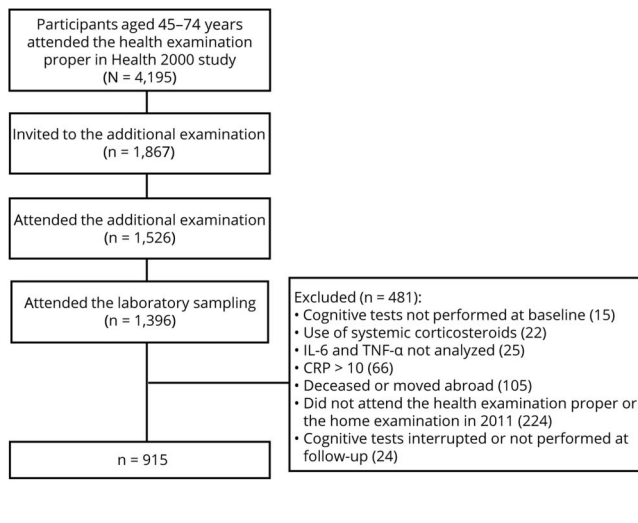 Participants aged 45–74 years
attended the health examination
proper in Health 2000 study
(N = 4,195)
Invited to the additional examination
(n = 1,867)
Attended the additional examination
(n = 1,526)
Attended the laboratory sampling
(n = 1,396)
Excluded (n = 481):
• Cognitive tests not performed at baseline (15)
• Use of systemic corticosteroids (22)
• IL-6 and TNF-α not analyzed (25)
• CRP > 10 (66)
• Deceased or moved abroad (105)
• Did not attend the health examination proper or
the home examination in 2011 (224)
• Cognitive tests interrupted or not performed at
follow-up (24)
n = 915